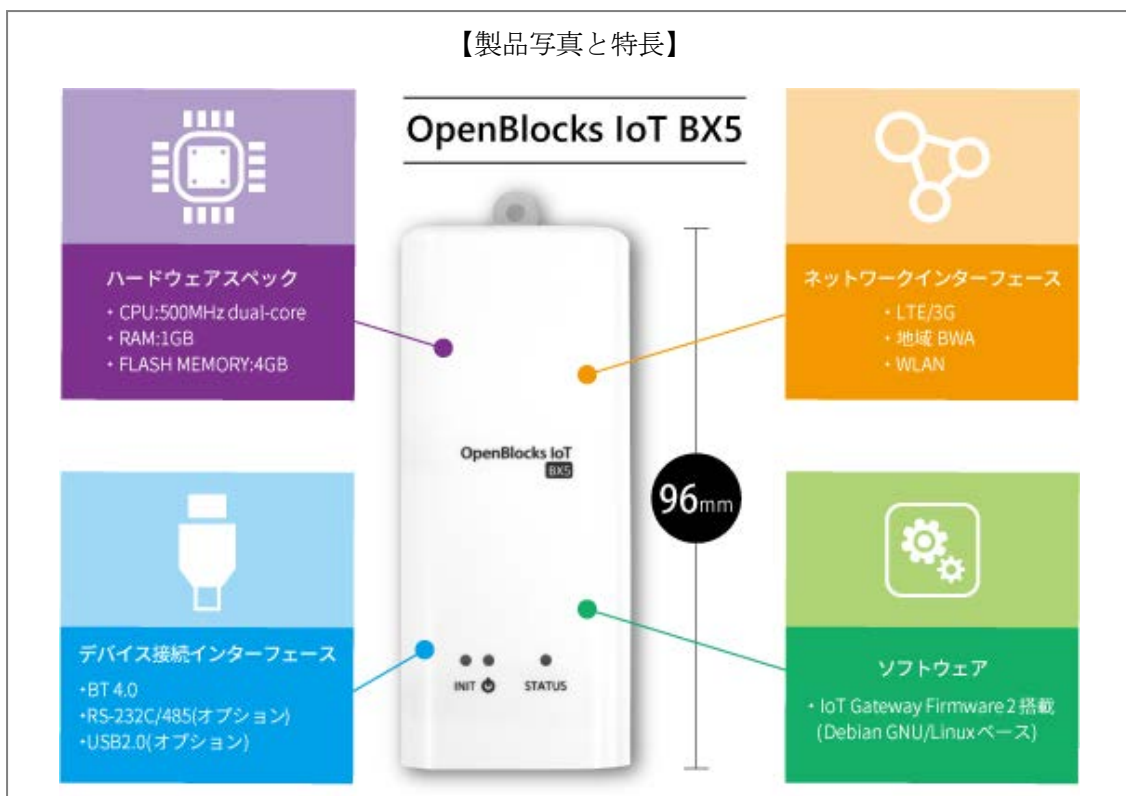 【製品写真と特長】
OpenBlocks IoT BX5
ハードウェアスペック
・CPU:500MHz dual-core
・RAM:1GB
・FLASH MEMORY:4GB
ネットワークインターフェース
・LTE/3G
・地域 BWA
・WLAN
OpenBlocks IoT
BX5
96mm
デバイス接続インターフェース
・BT 4.0
・RS-232C/485(オプション)
・USB2.0(オプション)
INIT STATUS
ソフトウェア
・IoT Gateway Firmware 2 搭載
(Debian GNU/Linux ベース)